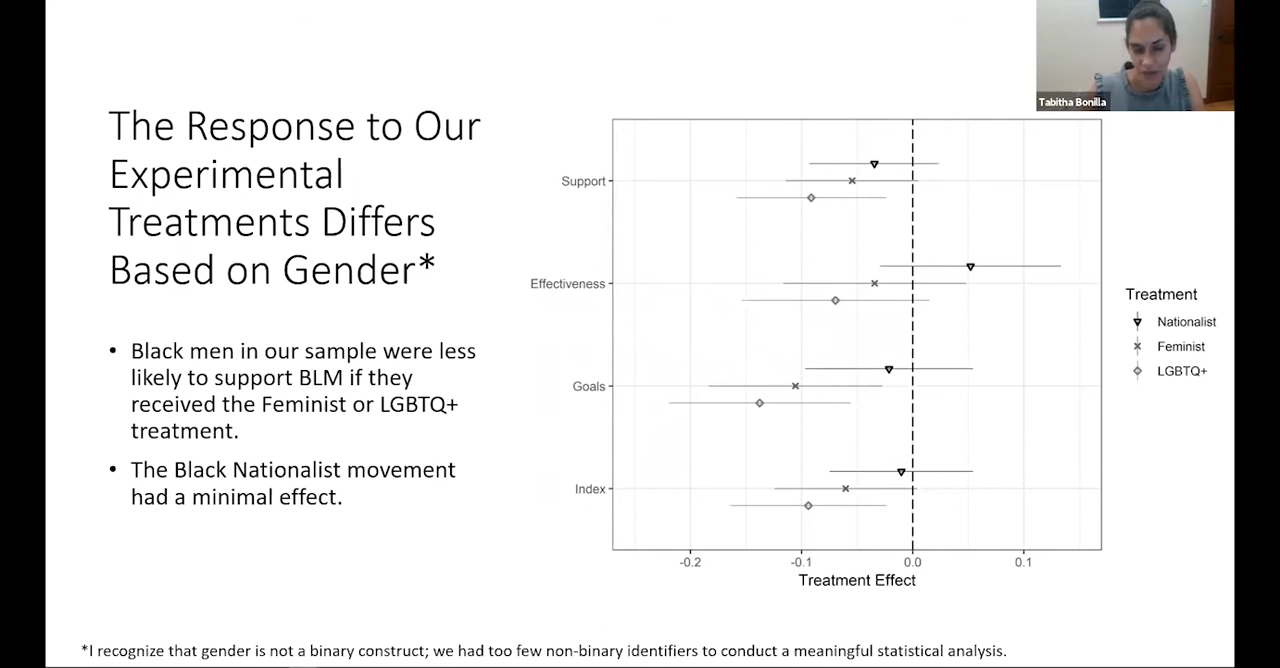 Tabitha Bonilla
The Response to Our
Experimental
Treatments Differs
Based on Gender*
• Black men in our sample were less
likely to support BLM if they
received the Feminist or LGBTQ+
treatment.
• The Black Nationalist movement
had a minimal effect.
Support
Effectiveness
Goals
Index
-0.2
-0.1
0.0
0.1
Treatment Effect
Treatment
Nationalist
Feminist
LGBTQ+
*I recognize that gender is not a binary construct; we had too few non-binary identifiers to conduct a meaningful statistical analysis.